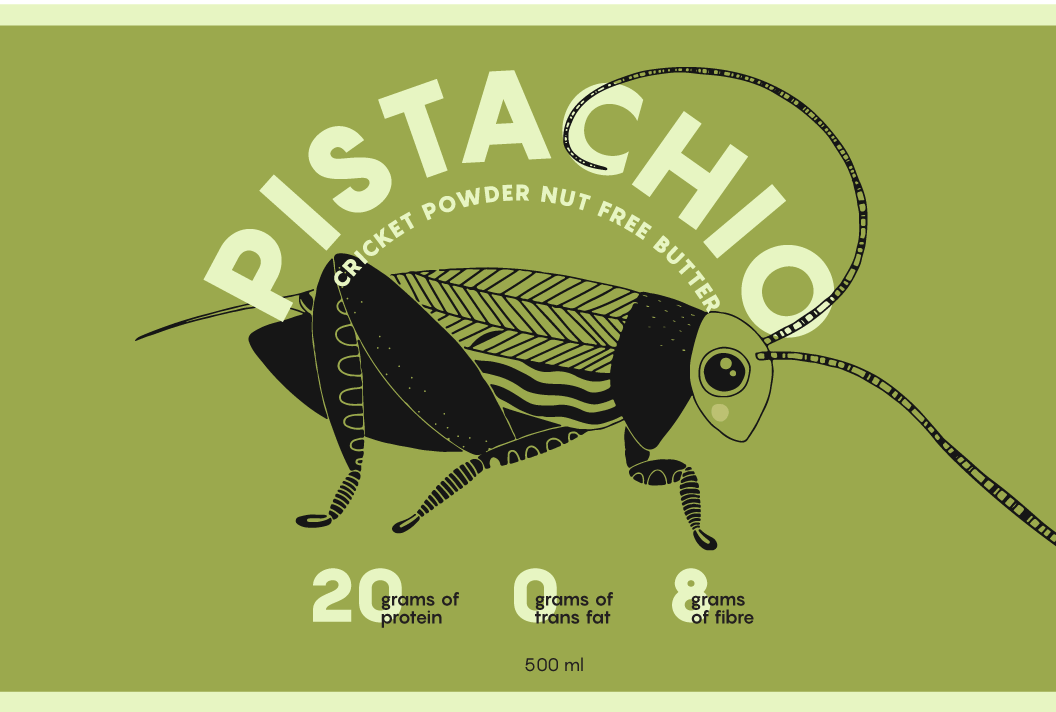 PISTACHIO
CRICKET POWDER NUT FREE BUTTER
20 grams of
protein
0 grams of
trans fat
8 grams
of fibre
500 ml